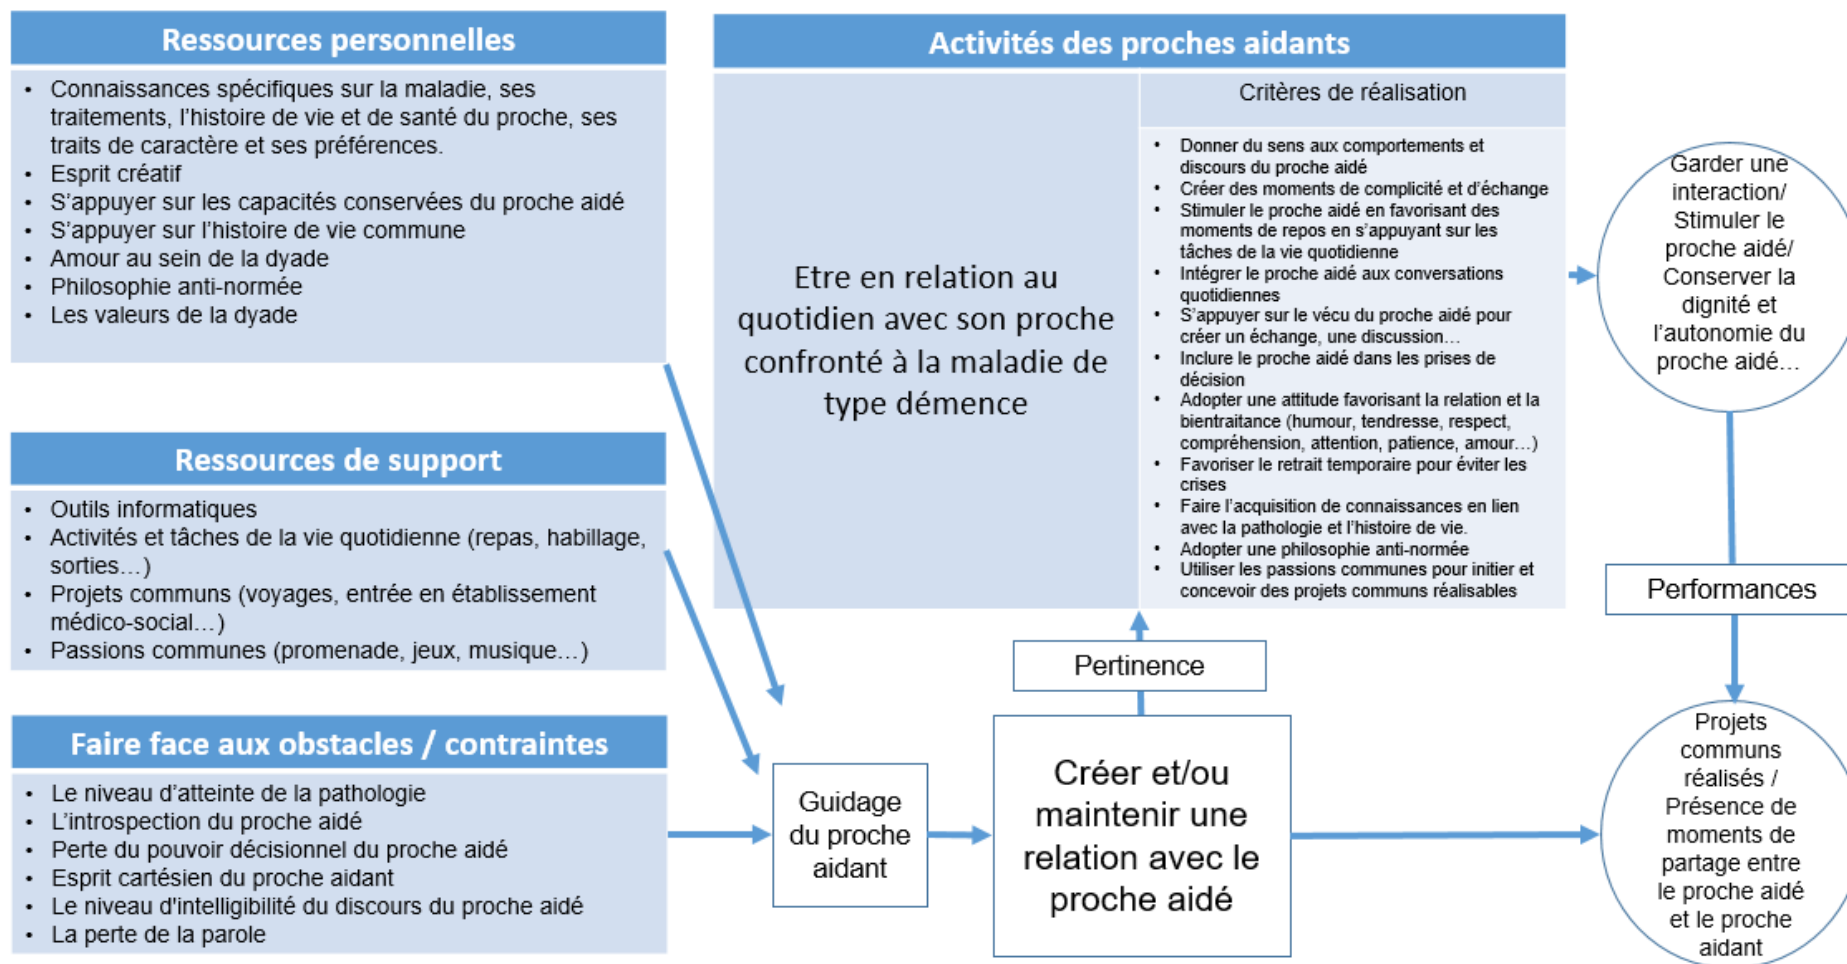 Ressources personnelles
• Connaissances spécifiques sur la maladie, ses
traitements, l'histoire de vie et de santé du proche, ses
traits de caractère et ses préférences.
• Esprit créatif
• S'appuyer sur les capacités conservées du proche aidé
• S'appuyer sur l'histoire de vie commune
• Amour au sein de la dyade
• Philosophie anti-normée
• Les valeurs de la dyade
Ressources de support
• Outils informatiques
• Activités et tâches de la vie quotidienne (repas, habillage,
sorties…)
• Projets communs (voyages, entrée en établissement
médico-social…)
• Passions communes (promenade, jeux, musique…)
Faire face aux obstacles / contraintes
• Le niveau d'atteinte de la pathologie
• L'introspection du proche aidé
• Perte du pouvoir décisionnel du proche aidé
• Esprit cartésien du proche aidant
• Le niveau d'intelligibilité du discours du proche aidé
• La perte de la parole
Activités des proches aidants
Etre en relation au
quotidien avec son proche
confronté à la maladie de
type démence
Critères de réalisation
• Donner du sens aux comportements et
discours du proche aidé
• Créer des moments de complicité et d'échange
• Stimuler le proche aidé en favorisant des
moments de repos en s'appuyant sur les
tâches de la vie quotidienne
• Intégrer le proche aidé aux conversations
quotidiennes
• S'appuyer sur le vécu du proche aidé pour
créer un échange, une discussion…
• Inclure le proche aidé dans les prises de
décision
• Adopter une attitude favorisant la relation et la
bientraitance (humour, tendresse, respect,
compréhension, attention, patience, amour…)
• Favoriser le retrait temporaire pour éviter les
crises
• Faire l'acquisition de connaissances en lien
avec la pathologie et l'histoire de vie.
• Adopter une philosophie anti-normée
• Utiliser les passions communes pour initier et
concevoir des projets communs réalisables
Pertinence
Guidage
du proche
aidant
Créer et/ou
maintenir une
relation avec le
proche aidé
Garder une
interaction/
Stimuler le
proche aidé/
Conserver la
dignité et
l'autonomie du
proche aidé…
Performances
Projets
communs
réalisés /
Présence de
moments de
partage entre
le proche aidé
et le proche
aidant